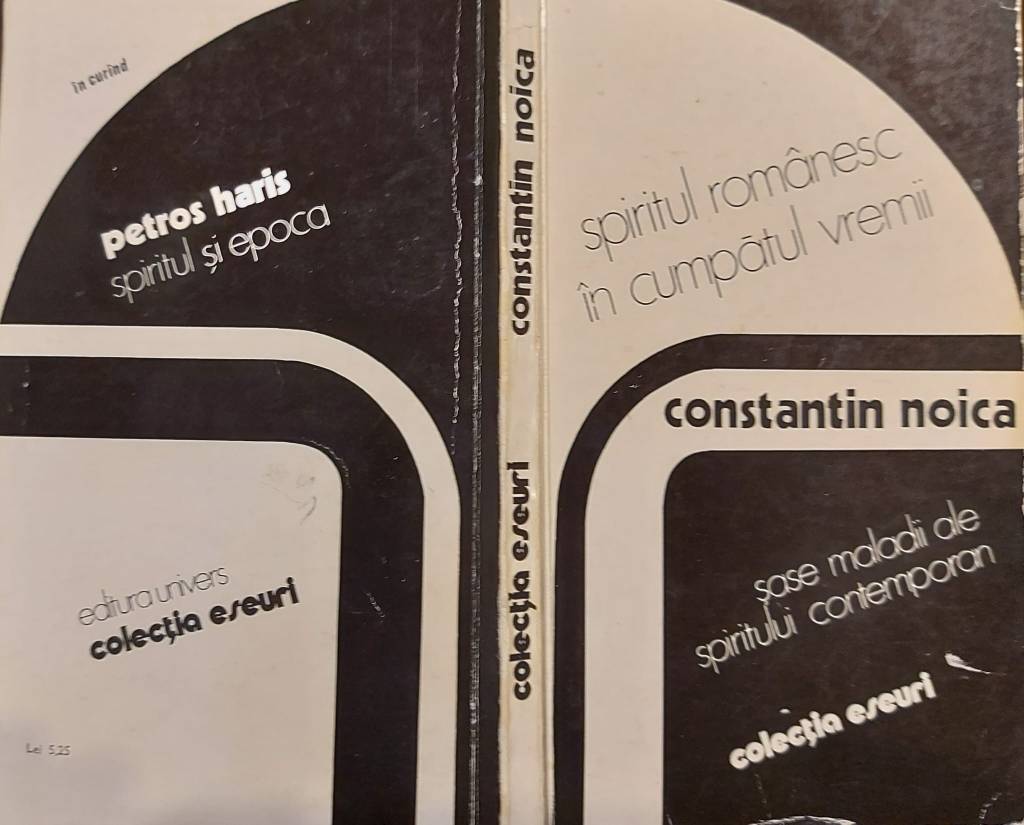 în curînd
petros haris
spiritul și epoca
editura univers
colecția eseuri
Lei 5,25
constantin noica
colecția eseuri
spiritul românesc
în cumpătul vremii
constantin noica
șase maladii ale
spiritului contemporan
colecția eseuri